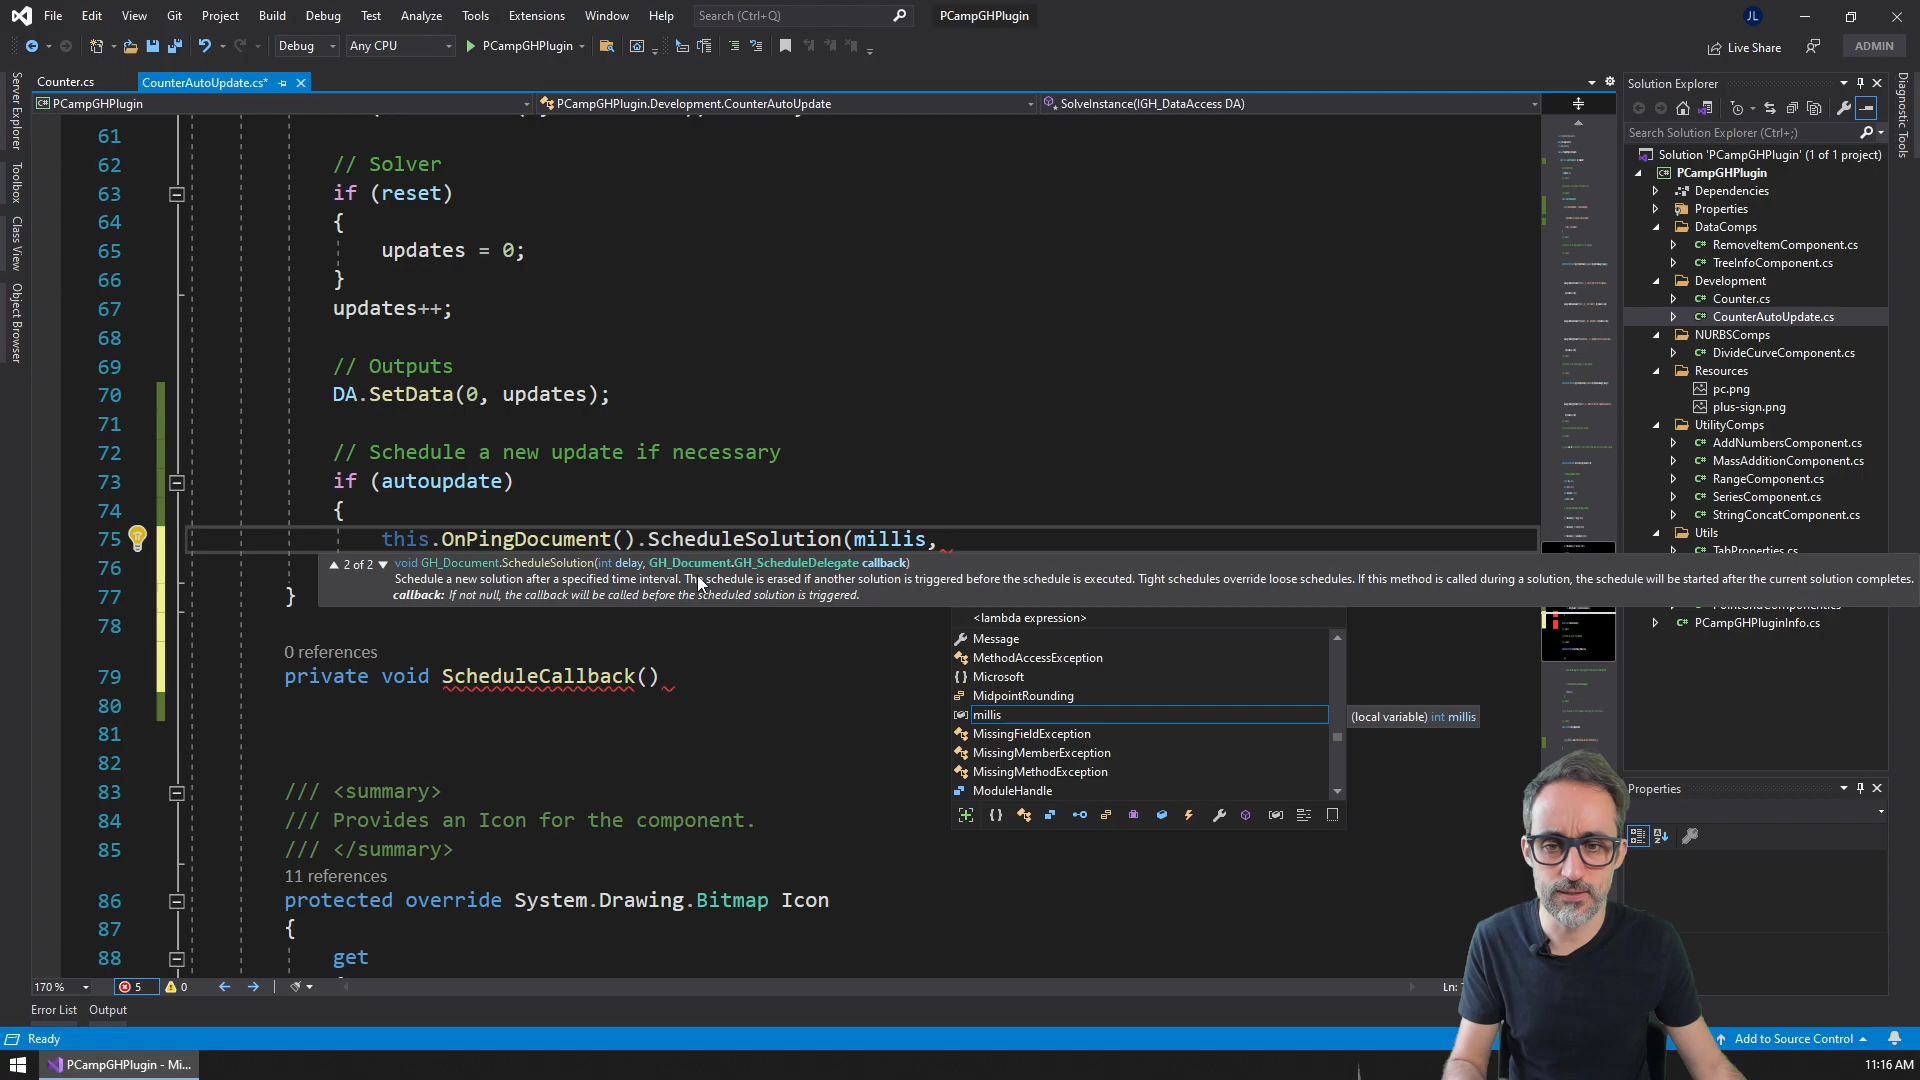 File Edit View Git Project Build Debug Test Analyze Tools Extensions Window Help Search (Ctrl+Q) PCampGHPlugin JL
Debug Any CPU PCampGHPlugin Live Share ADMIN
Server Explorer
Toolbox
Class View
Object Browser
Counter.cs CounterAutoUpdate.cs*
PCampGHPlugin PCampGHPlugin.Development.CounterAutoUpdate SolveInstance(IGH_DataAccess DA)
61
62 // Solver
63 if (reset)
64 {
65 updates = 0;
66 }
67 updates++;
68
69 // Outputs
70 DA.SetData(0, updates);
71
72 // Schedule a new update if necessary
73 if (autoupdate)
74 {
75 this.OnPingDocument().ScheduleSolution(millis,
76
77 }
78
0 references
79 private void ScheduleCallback()
80
81
82
83 /// <summary>
84 /// Provides an Icon for the component.
85 /// </summary>
11 references
86 protected override System.Drawing.Bitmap Icon
87 {
88 get
2 of 2 void GH_Document.ScheduleSolution(int delay, GH_Document.GH_ScheduleDelegate callback)
Schedule a new solution after a specified time interval. The schedule is erased if another solution is triggered before the schedule is executed. Tight schedules override loose schedules. If this method is called during a solution, the schedule will be started after the current solution completes.
callback: If not null, the callback will be called before the scheduled solution is triggered.
<lambda expression>
Message
MethodAccessException
{} Microsoft
MidpointRounding
millis
(local variable) int millis
MissingFieldException
MissingMemberException
MissingMethodException
ModuleHandle
Solution Explorer
Search Solution Explorer (Ctrl+;)
Solution 'PCampGHPlugin' (1 of 1 project)
PCampGHPlugin
Dependencies
Properties
DataComps
C# RemoveItemComponent.cs
C# TreeInfoComponent.cs
Development
C# Counter.cs
C# CounterAutoUpdate.cs
NURBSComps
C# DivideCurveComponent.cs
Resources
pc.png
plus-sign.png
UtilityComps
C# AddNumbersComponent.cs
C# MassAdditionComponent.cs
C# RangeComponent.cs
C# SeriesComponent.cs
C# StringConcatComponent.cs
Utils
C# PCampGHPluginInfo.cs
Diagnostic Tools
Properties
170 % 5 0 Ln:
Error List Output
Ready Add to Source Control
PCampGHPlugin - Mi... 11:16 AM